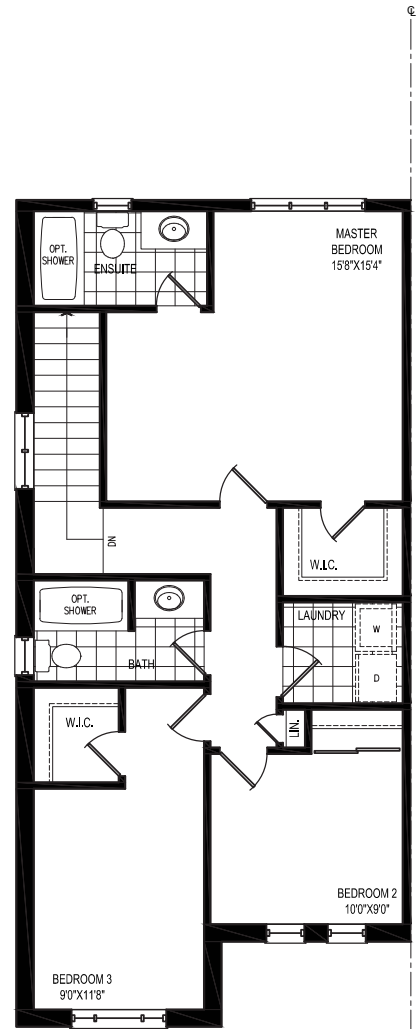 ℄
MASTER
BEDROOM
15'8"X15'4"
OPT.
SHOWER
ENSUITE
DN
W.I.C.
OPT.
SHOWER
BATH
LAUNDRY
W
D
W.I.C.
LIN.
BEDROOM 2
10'0"X9'0"
BEDROOM 3
9'0"X11'8"